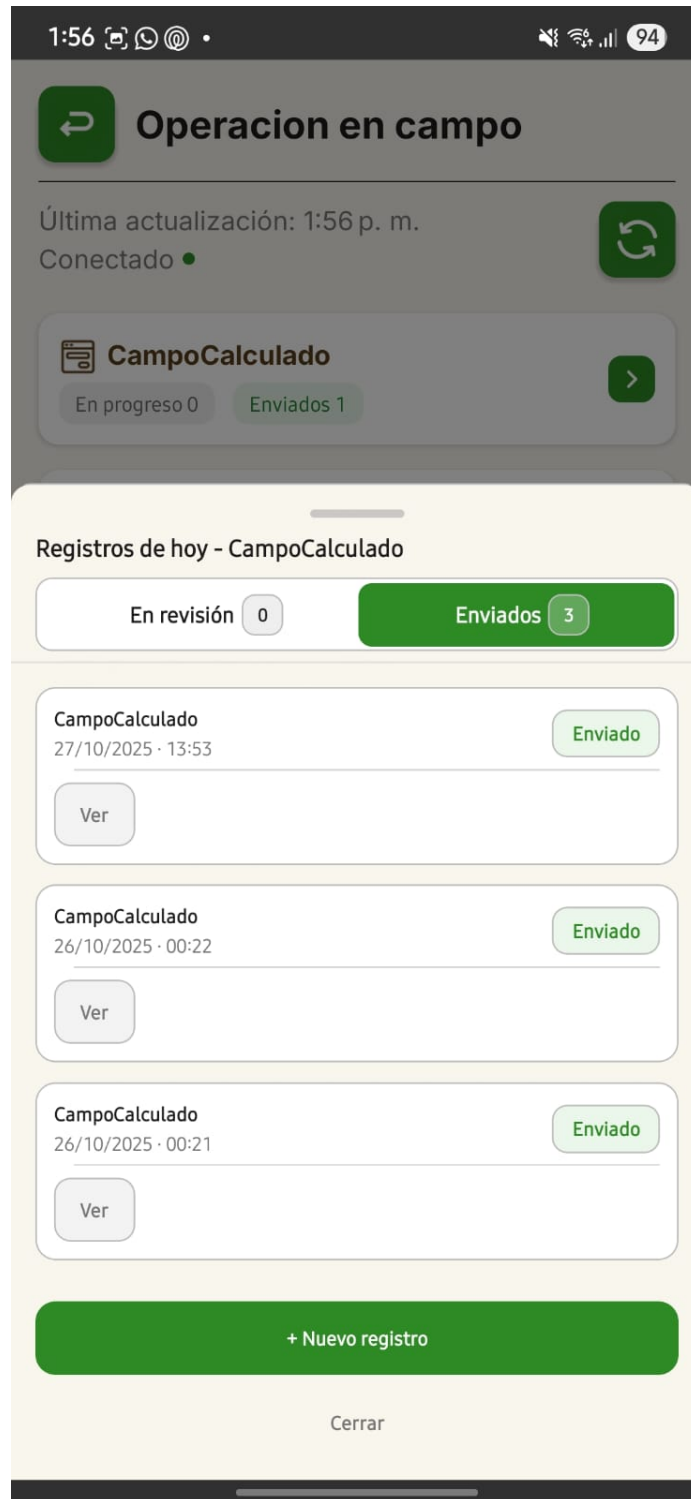 1:56
94
Operacion en campo
Última actualización: 1:56 p. m.
Conectado
CampoCalculado
En progreso 0 Enviados 1
Registros de hoy - CampoCalculado
En revisión 0 Enviados 3
CampoCalculado
Enviado
27/10/2025 · 13:53
Ver
CampoCalculado
Enviado
26/10/2025 · 00:22
Ver
CampoCalculado
Enviado
26/10/2025 · 00:21
Ver
+ Nuevo registro
Cerrar